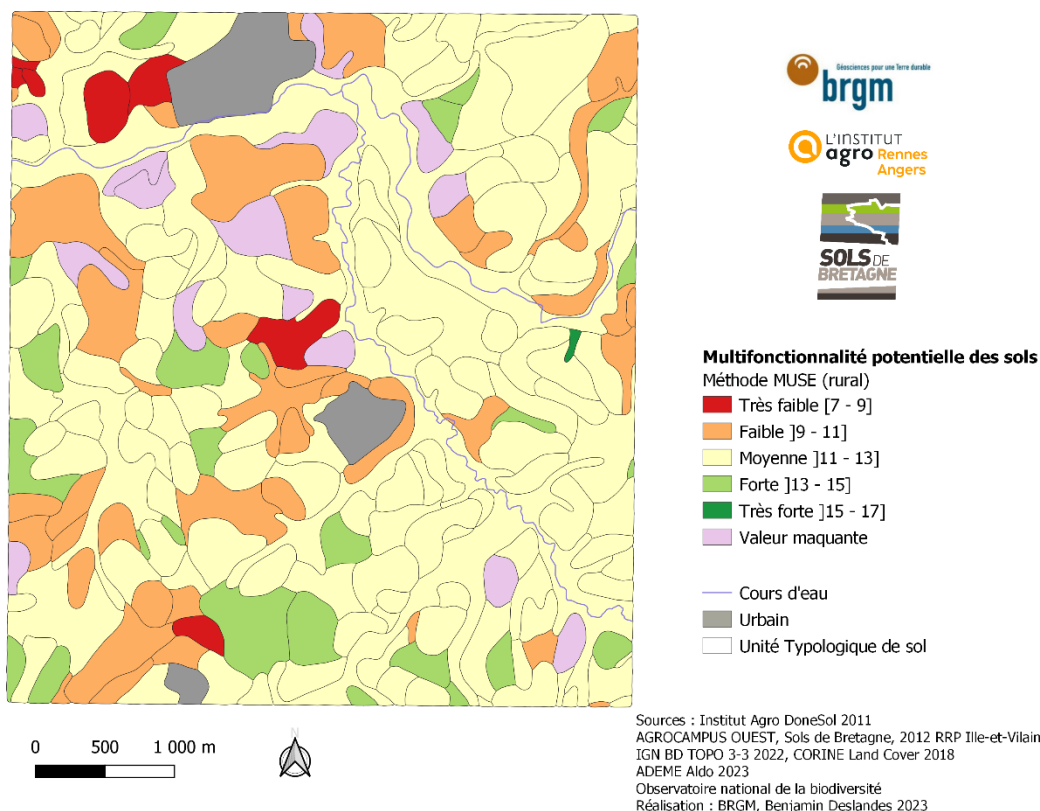 Géosciences pour une Terre durable
brgm
L'INSTITUT
agro Rennes
Angers
SOLS DE
BRETAGNE
Multifonctionnalité potentielle des sols
Méthode MUSE (rural)
Très faible [7 - 9]
Faible ]9 - 11]
Moyenne ]11 - 13]
Forte ]13 - 15]
Très forte ]15 - 17]
Valeur maquante
Cours d'eau
Urbain
Unité Typologique de sol
0 500 1 000 m
N
Sources : Institut Agro DoneSol 2011
AGROCAMPUS OUEST, Sols de Bretagne, 2012 RRP Ille-et-Vilain
IGN BD TOPO 3-3 2022, CORINE Land Cover 2018
ADEME Aldo 2023
Observatoire national de la biodiversité
Réalisation : BRGM, Benjamin Deslandes 2023